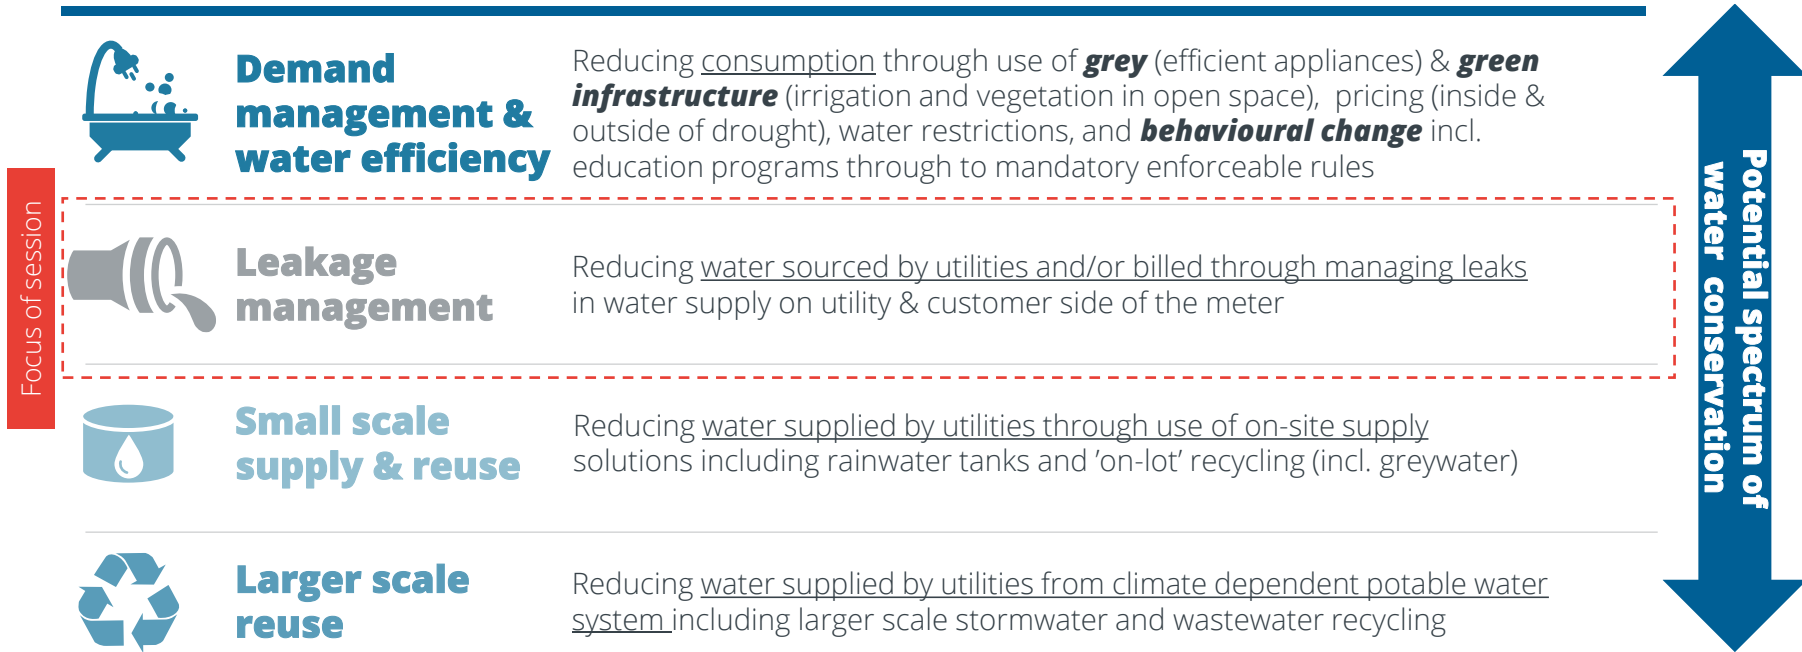 Demand
management &
water efficiency
Reducing consumption through use of grey (efficient appliances) & green
infrastructure (irrigation and vegetation in open space), pricing (inside &
outside of drought), water restrictions, and behavioural change incl.
education programs through to mandatory enforceable rules
Focus of session
Leakage
management
Reducing water sourced by utilities and/or billed through managing leaks
in water supply on utility & customer side of the meter
Small scale
supply & reuse
Reducing water supplied by utilities through use of on-site supply
solutions including rainwater tanks and ’on-lot’ recycling (incl. greywater)
Larger scale
reuse
Reducing water supplied by utilities from climate dependent potable water
system including larger scale stormwater and wastewater recycling
Potential spectrum of
water conservation